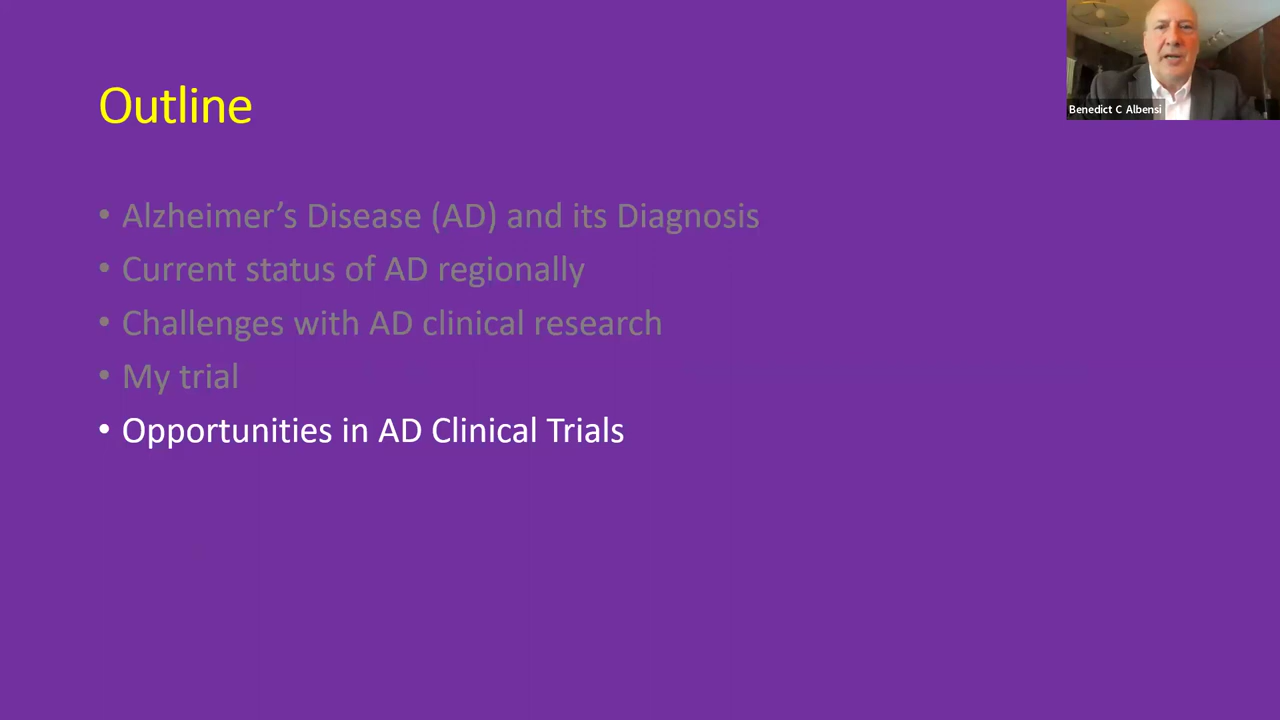 Outline
Benedict C Albensi
• Alzheimer’s Disease (AD) and its Diagnosis
• Current status of AD regionally
• Challenges with AD clinical research
• My trial
• Opportunities in AD Clinical Trials